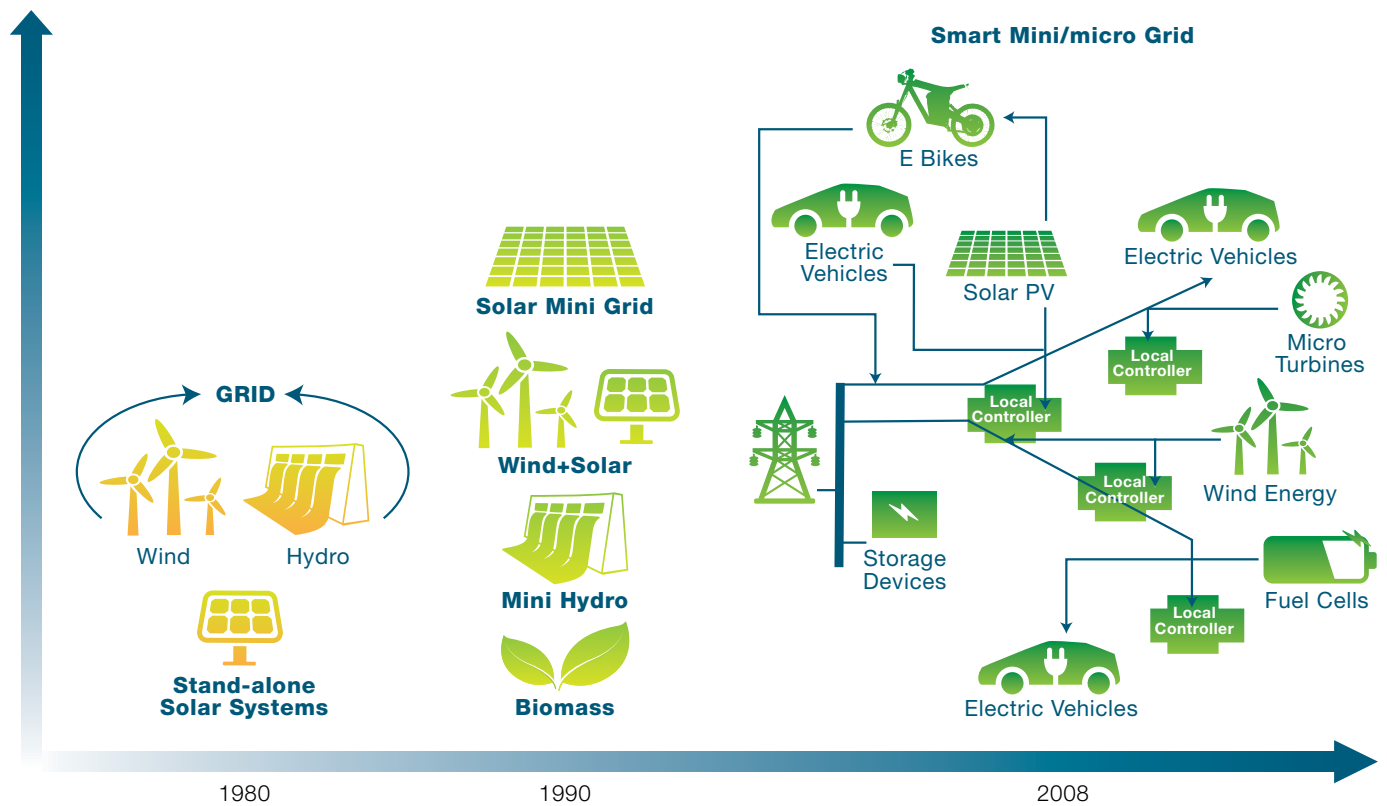 Smart Mini/micro Grid
E Bikes
Electric
Vehicles
Solar PV
Electric Vehicles
Micro
Turbines
Local
Controller
Local
Controller
Wind Energy
Local
Controller
Storage
Devices
Fuel Cells
Local
Controller
Electric Vehicles
Solar Mini Grid
Wind+Solar
Mini Hydro
Biomass
GRID
Wind
Hydro
Stand-alone
Solar Systems
1980
1990
2008